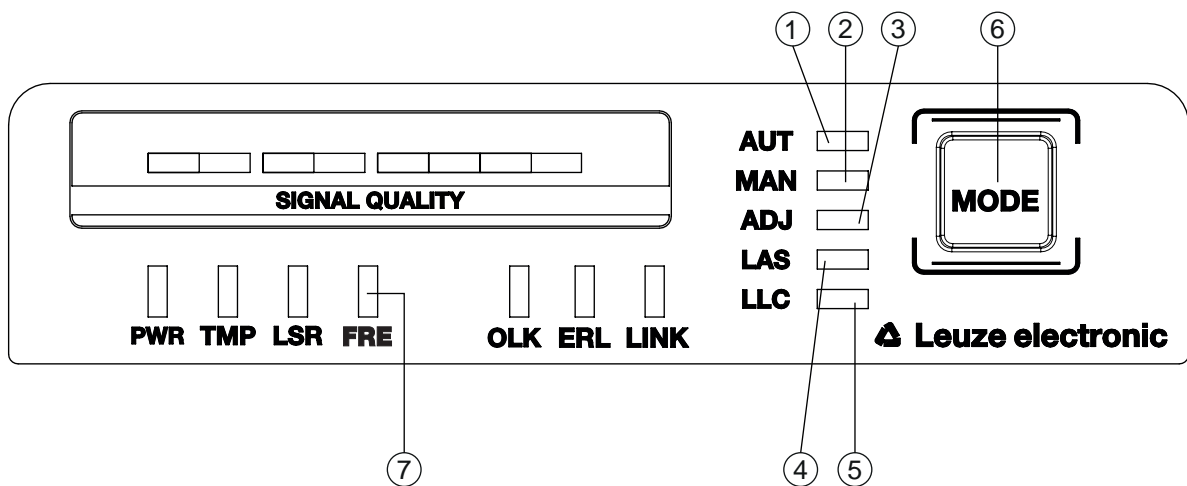 1 2 3 6
AUT
MAN
ADJ
LAS
LLC
MODE
SIGNAL QUALITY
PWR TMP LSR FRE OLK ERL LINK
Leuze electronic
7 4 5